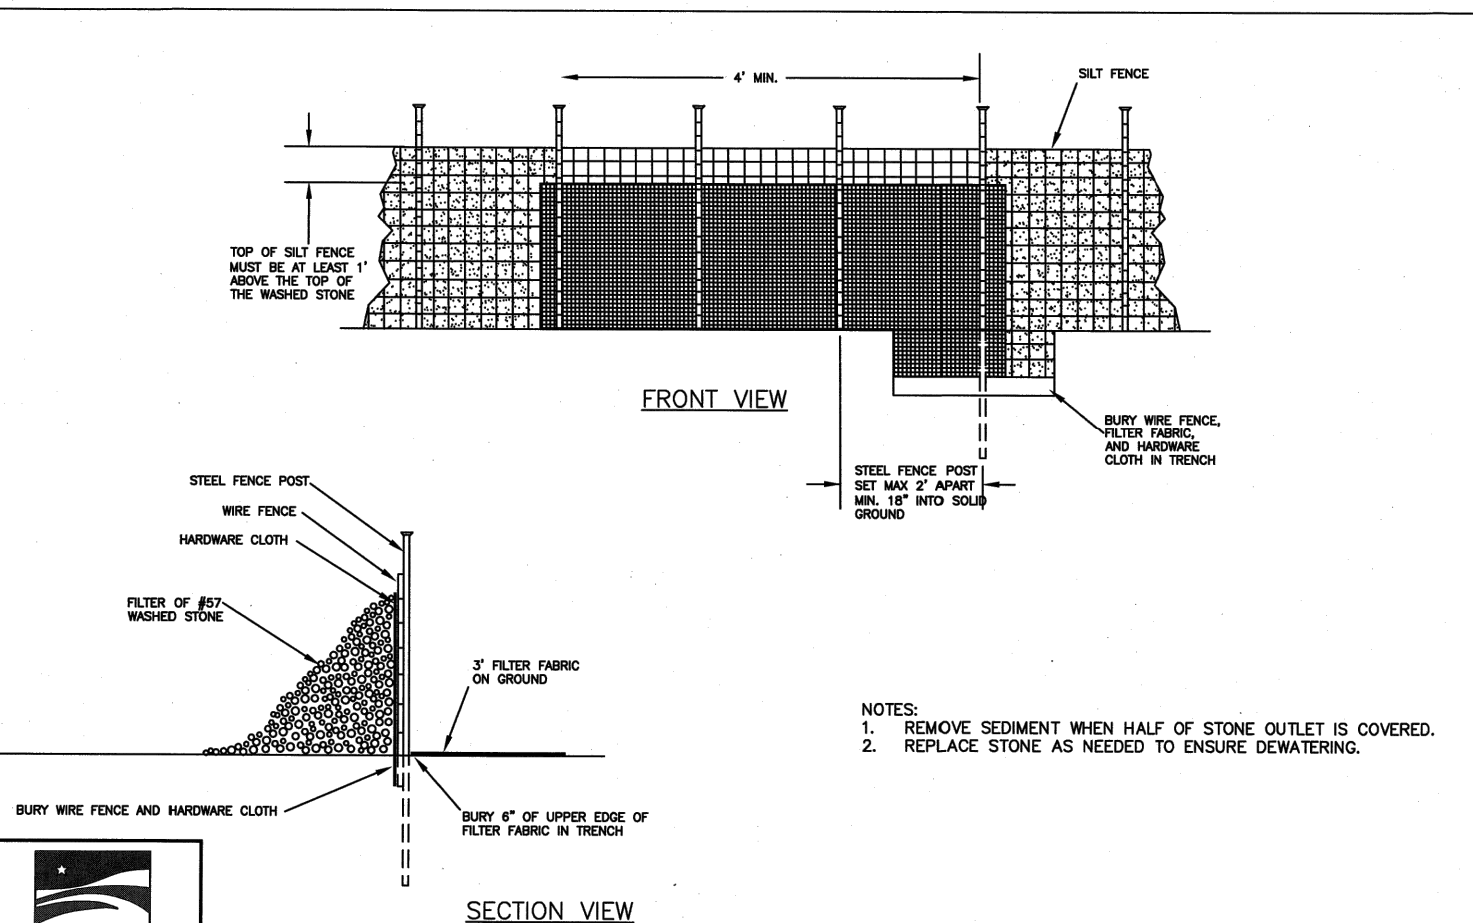 4' MIN.
SILT FENCE
TOP OF SILT FENCE
MUST BE AT LEAST 1'
ABOVE THE TOP OF
THE WASHED STONE
FRONT VIEW
BURY WIRE FENCE,
FILTER FABRIC,
AND HARDWARE
CLOTH IN TRENCH
STEEL FENCE POST
SET MAX 2' APART
MIN. 18" INTO SOLID
GROUND
STEEL FENCE POST
WIRE FENCE
HARDWARE CLOTH
FILTER OF #57
WASHED STONE
3' FILTER FABRIC
ON GROUND
NOTES:
1. REMOVE SEDIMENT WHEN HALF OF STONE OUTLET IS COVERED.
2. REPLACE STONE AS NEEDED TO ENSURE DEWATERING.
BURY WIRE FENCE AND HARDWARE CLOTH
BURY 6" OF UPPER EDGE OF
FILTER FABRIC IN TRENCH
SECTION VIEW